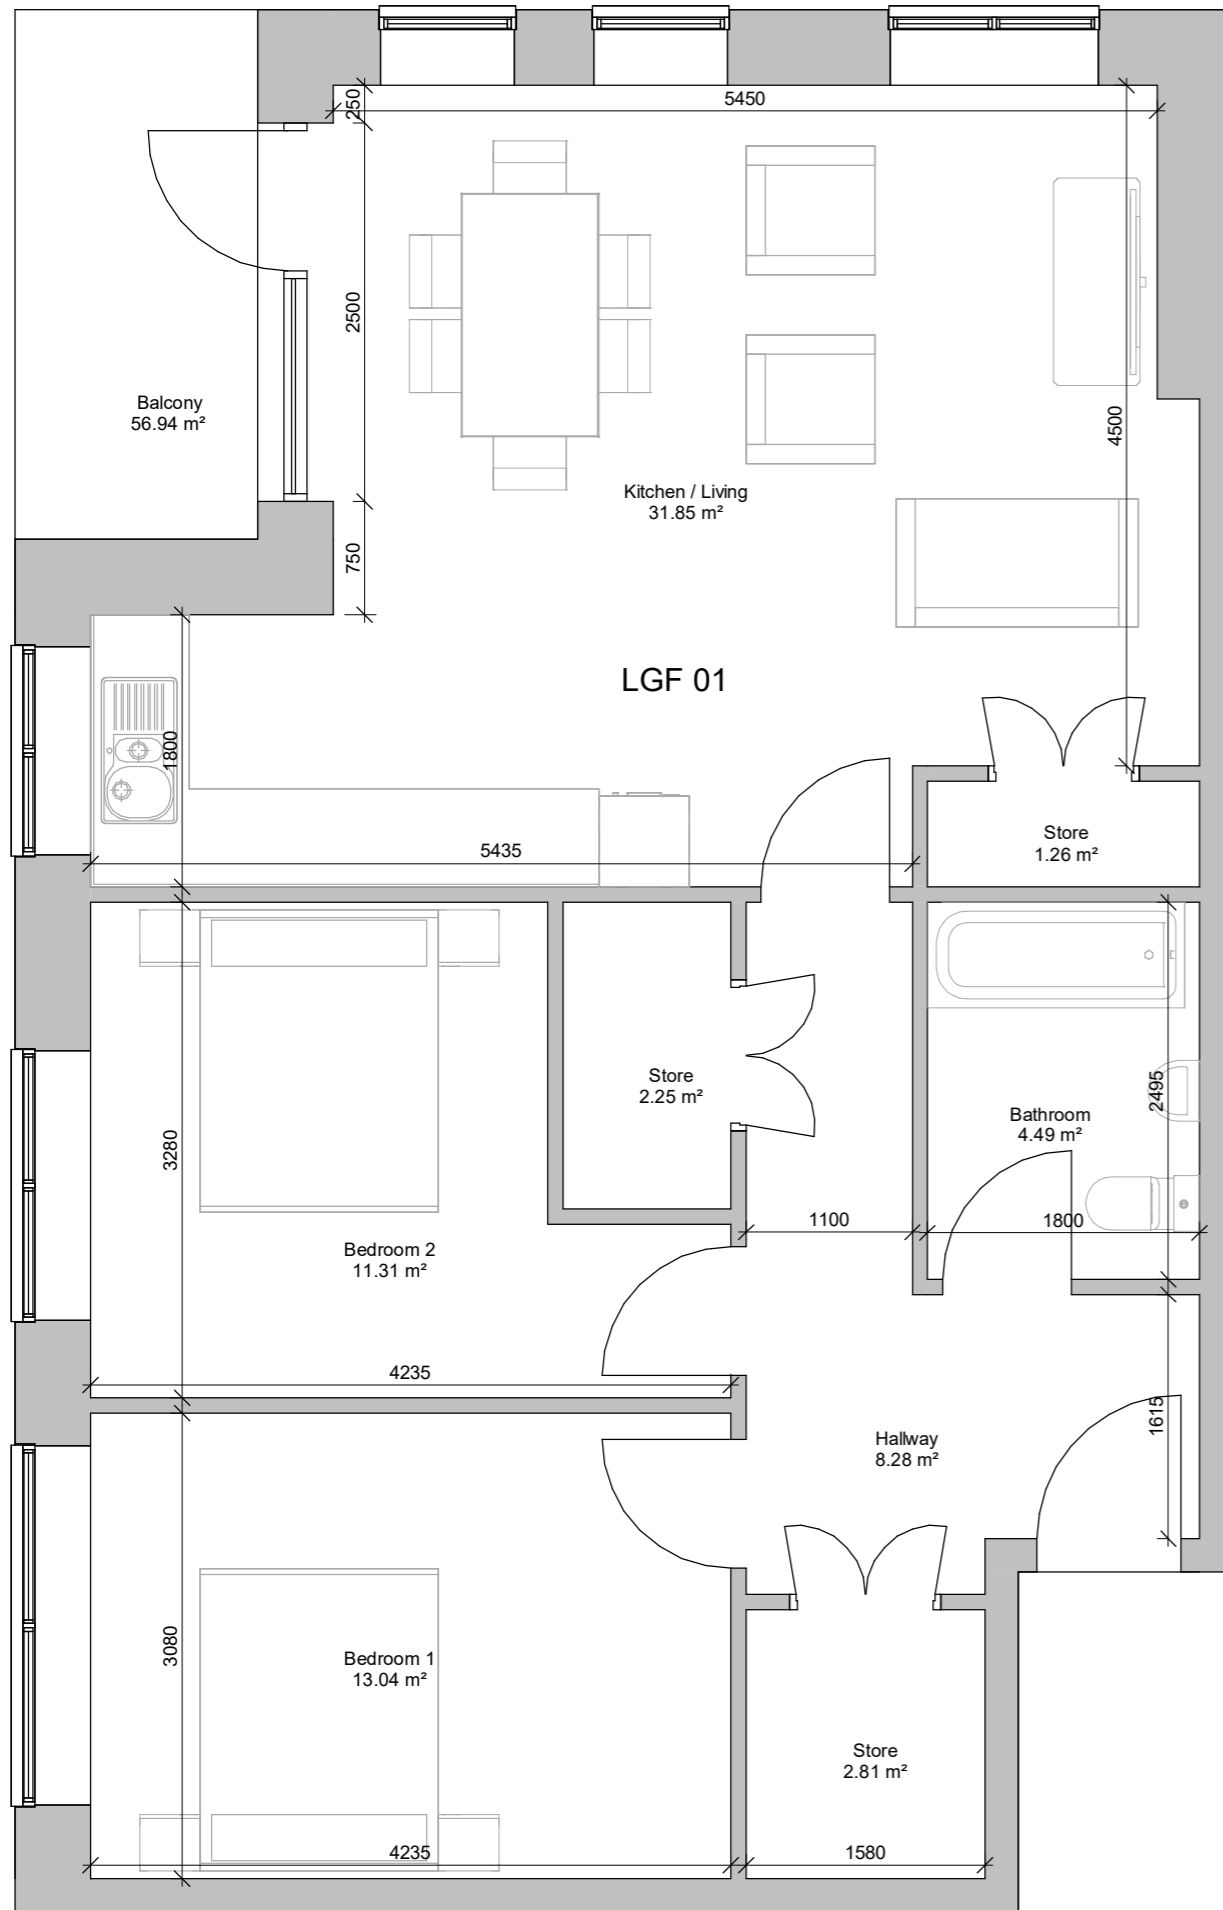 250
5450
2500
Balcony
56.94 m²
4500
Kitchen / Living
31.85 m²
750
LGF 01
1800
Store
1.26 m²
5435
Store
2.25 m²
2495
Bathroom
4.49 m²
3280
1100
1800
Bedroom 2
11.31 m²
4235
1615
Hallway
8.28 m²
3080
Bedroom 1
13.04 m²
Store
2.81 m²
4235
1580